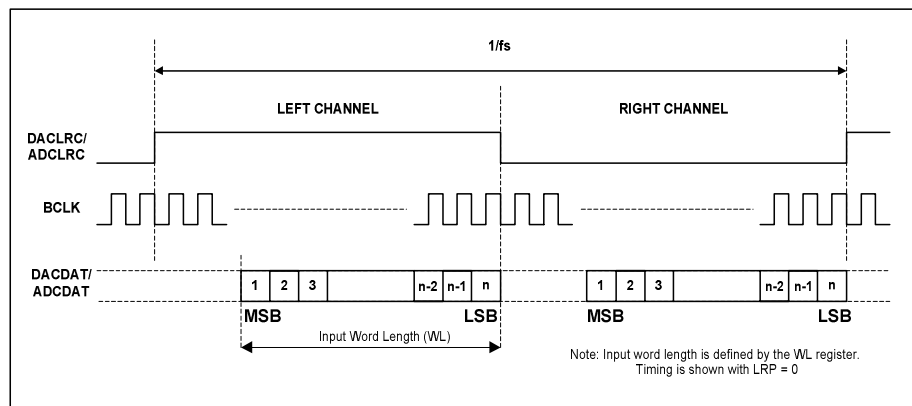 1/fs
LEFT CHANNEL
RIGHT CHANNEL
DACLRC/
ADCLRC
BCLK
DACDAT/
ADCDAT
1 2 3 n-2 n-1 n 1 2 3 n-2 n-1 n
MSB LSB MSB LSB
Input Word Length (WL)
Note: Input word length is defined by the WL register.
Timing is shown with LRP = 0